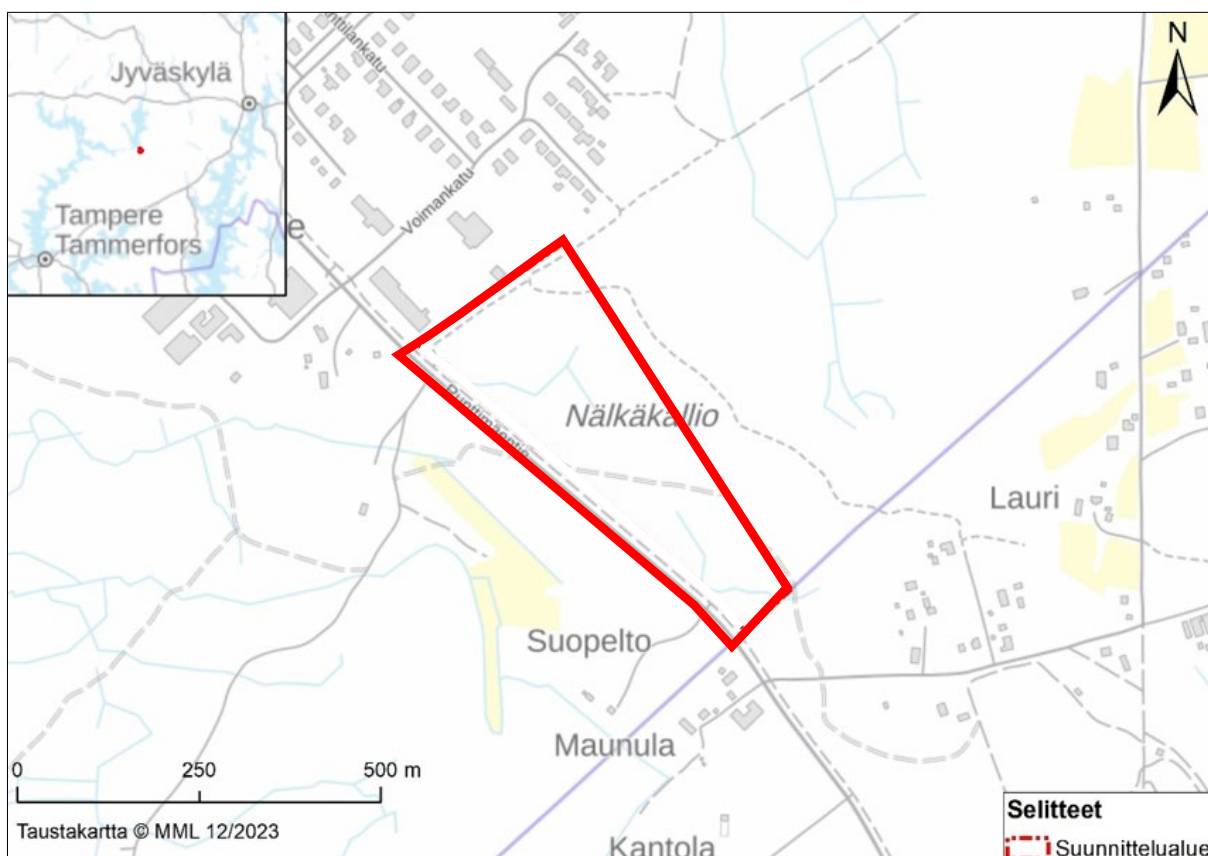 Jyväskylä
Tampere
Tammerfors
e
Voimankatu
N
Nälkäkallio
Lauri
Suopelto
Maunula
Kantola
0 250 500 m
Taustakartta © MML 12/2023
Selitteet
Suunnittelualue